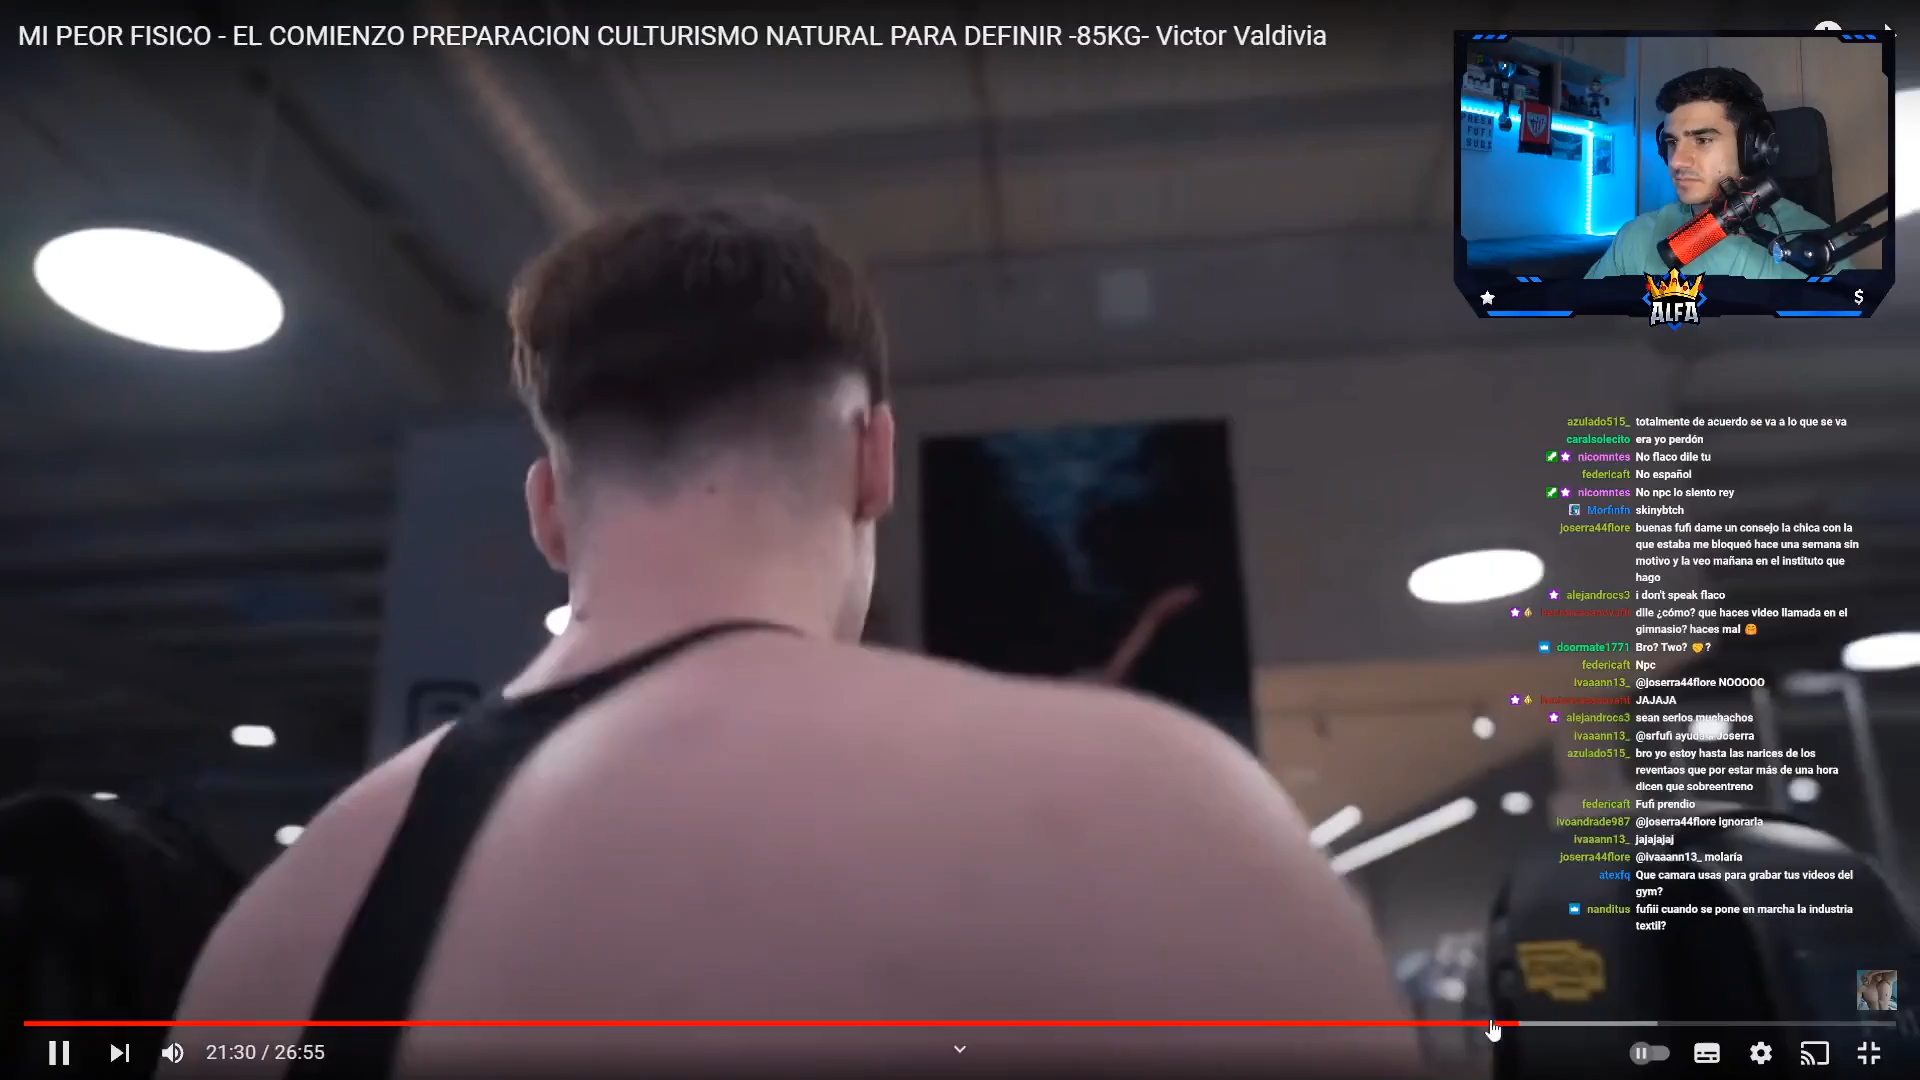 MI PEOR FISICO - EL COMIENZO PREPARACION CULTURISMO NATURAL PARA DEFINIR -85KG- Victor Valdivia
ALFA
$
azulado515_ totalmente de acuerdo se va a lo que se va
caralsolecito era yo perdón
nicomntes No flaco dile tu
federicaft No español
nicomntes No npc lo siento rey
Morfinfn skinybtch
joserra44flore buenas fufi dame un consejo la chica con la
que estaba me bloqueó hace una semana sin
motivo y la veo mañana en el instituto que
hago
alejandrocs3 i don't speak flaco
dile ¿cómo? que haces video llamada en el
gimnasio? haces mal 🤗
doormate1771 Bro? Two? ?
federicaft Npc
ivaaann13_ @joserra44flore NOOOOO
JAJAJA
alejandrocs3 sean serios muchachos
ivaaann13_ @srfufi ayuda a Joserra
azulado515_ bro yo estoy hasta las narices de los
reventaos que por estar más de una hora
dicen que sobreentreno
federicaft Fufi prendio
ivoandrade987 @joserra44flore ignorarla
ivaaann13_ jajajajaj
joserra44flore @ivaaann13_ molaría
atexfq Que camara usas para grabar tus videos del
gym?
nanditus fufiii cuando se pone en marcha la industria
textil?
21:30 / 26:55